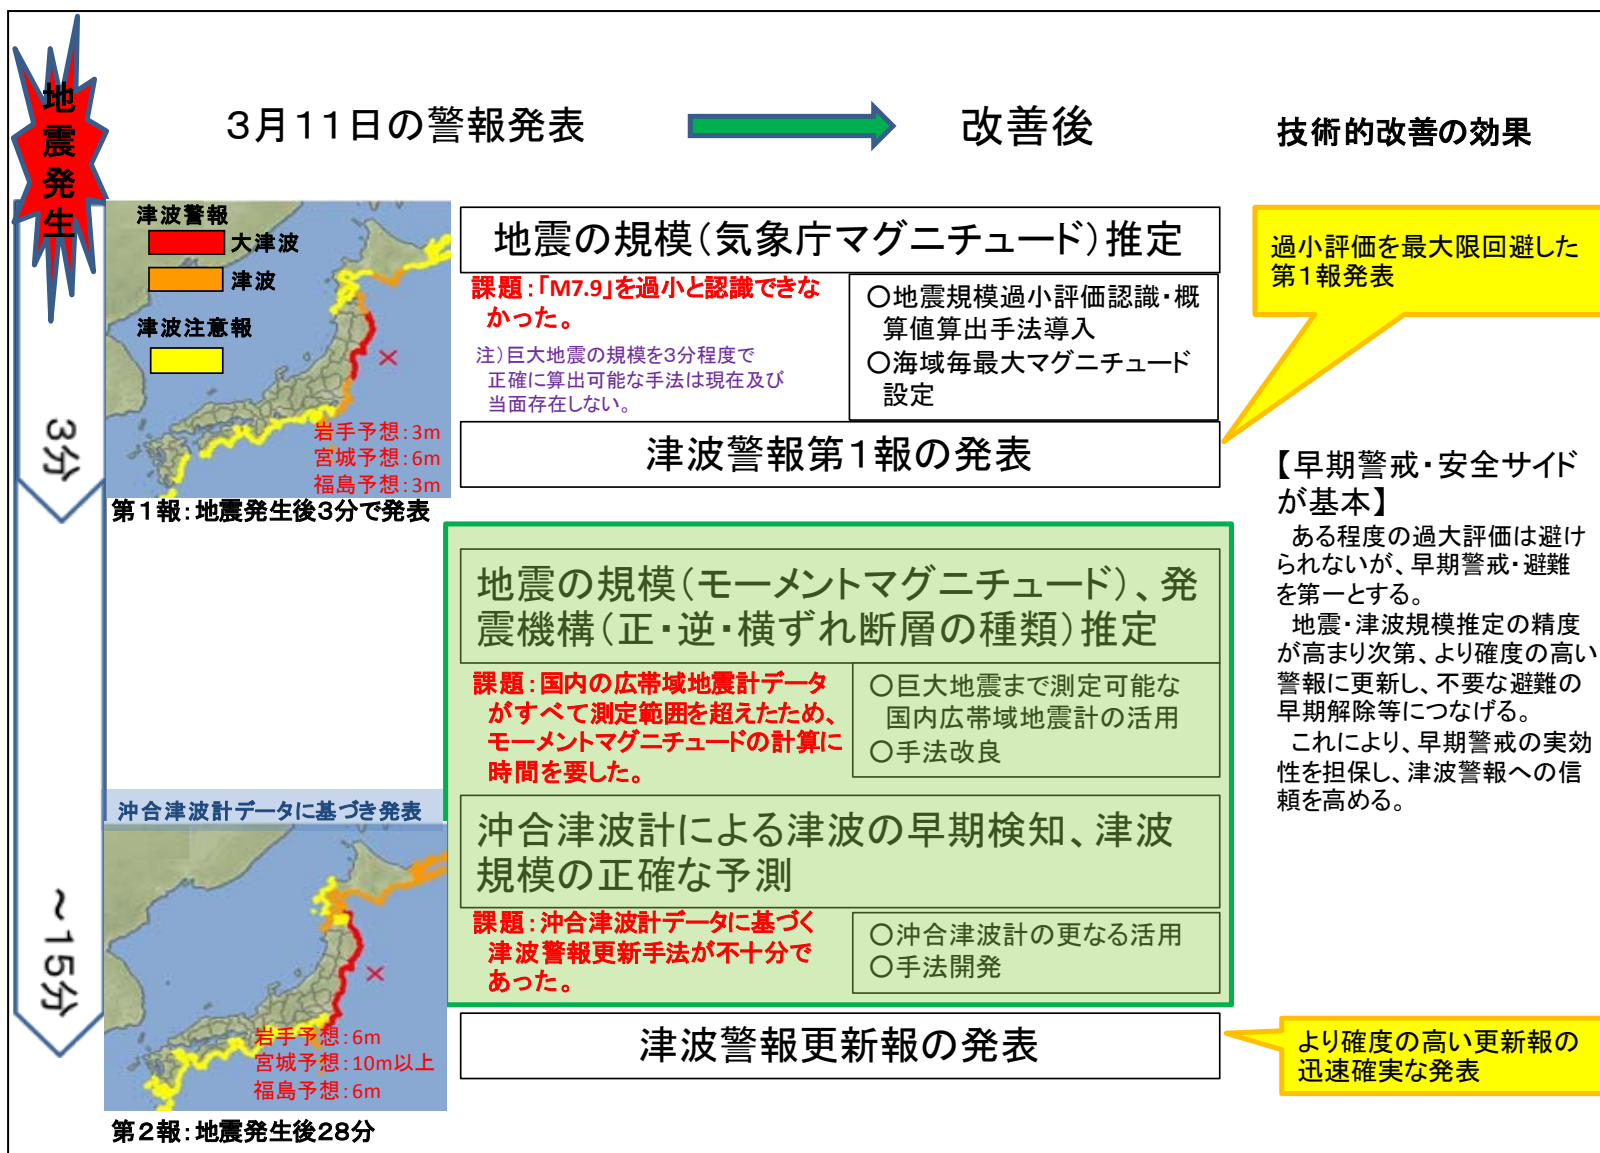 地震発生
3月11日の警報発表
改善後
技術的改善の効果
3分
~15分
津波警報
大津波
津波
津波注意報
岩手予想:3m
宮城予想:6m
福島予想:3m
第1報:地震発生後3分で発表
地震の規模(気象庁マグニチュード)推定
課題:「M7.9」を過小と認識できな
かった。
注)巨大地震の規模を3分程度で
正確に算出可能な手法は現在及び
当面存在しない。
○地震規模過小評価認識・概
算値算出手法導入
○海域毎最大マグニチュード
設定
津波警報第1報の発表
過小評価を最大限回避した
第1報発表
【早期警戒・安全サイド
が基本】
ある程度の過大評価は避け
られないが、早期警戒・避難
を第一とする。
地震・津波規模推定の精度
が高まり次第、より確度の高い
警報に更新し、不要な避難の
早期解除等につなげる。
これにより、早期警戒の実効
性を担保し、津波警報への信
頼を高める。
地震の規模(モーメントマグニチュード)、発
震機構(正・逆・横ずれ断層の種類)推定
課題:国内の広帯域地震計データ
がすべて測定範囲を超えたため、
モーメントマグニチュードの計算に
時間を要した。
○巨大地震まで測定可能な
国内広帯域地震計の活用
○手法改良
沖合津波計による津波の早期検知、津波
規模の正確な予測
課題:沖合津波計データに基づく
津波警報更新手法が不十分で
あった。
○沖合津波計の更なる活用
○手法開発
津波警報更新報の発表
より確度の高い更新報の
迅速確実な発表
沖合津波計データに基づき発表
岩手予想:6m
宮城予想:10m以上
福島予想:6m
第2報:地震発生後28分